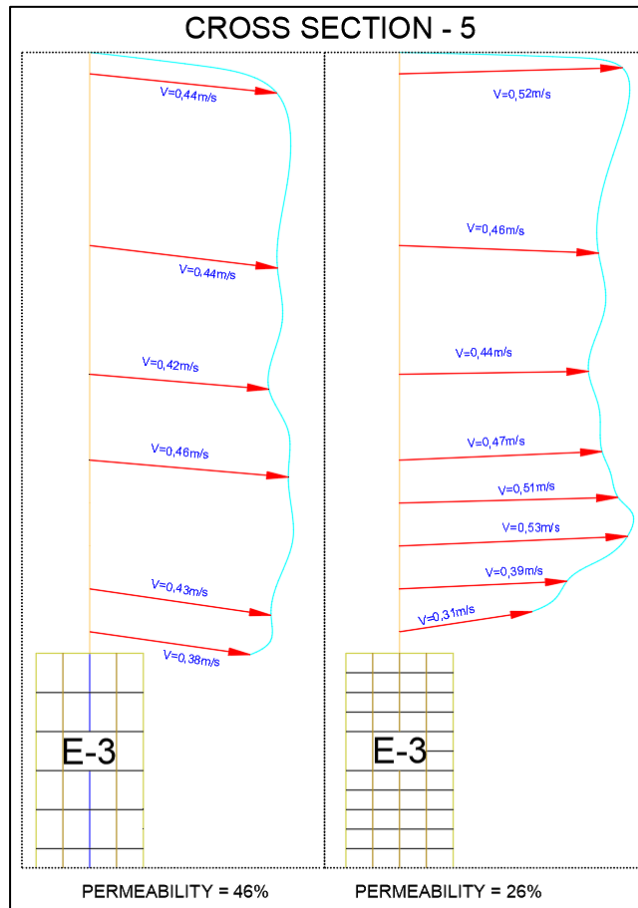 CROSS SECTION - 5
V=0,44m/s
V=0.44m/s
V=0,42m/s
V=0,46m/s
V=0,43m/s
V=0,38m/s
E-3
PERMEABILITY = 46%
V=0,52m/s
V=0,46m/s
V=0,44m/s
V=0,47m/s
V=0,51m/s
V=0,53m/s
V=0,39m/s
V=0,31m/s
E-3
PERMEABILITY = 26%